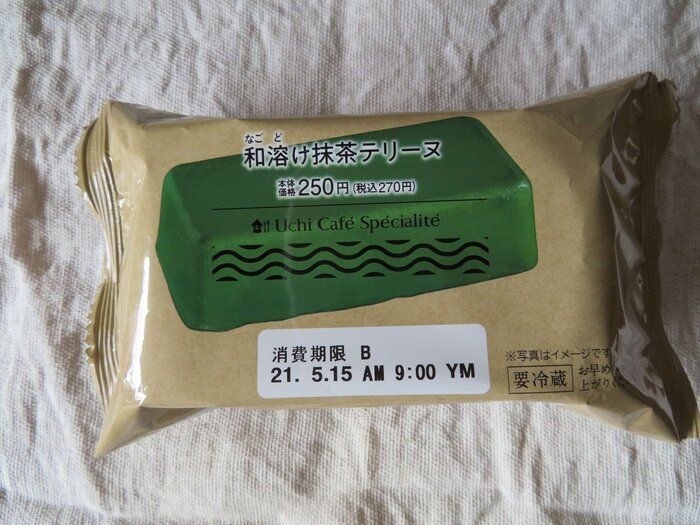 なごど
和溶け抹茶テリーヌ
本体価格250円(税込270円)
Uchi Café Spécialité
消費期限 B
21. 5.15 AM 9:00 YM
※写真はイメージです
要冷蔵 お早め
上がりく